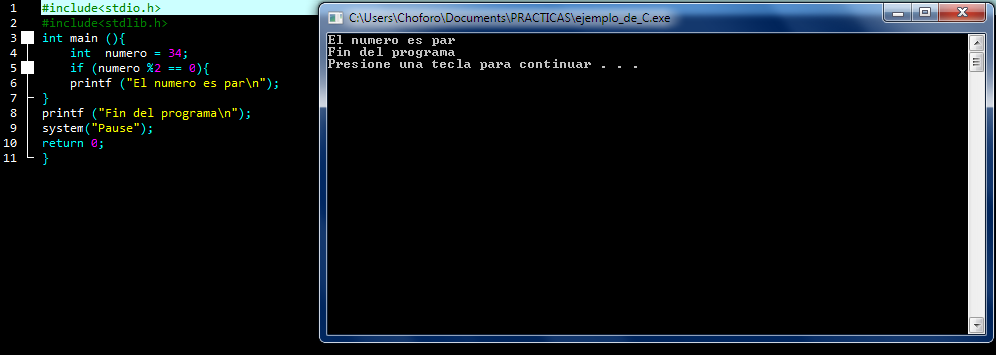 1 #include<stdio.h>
2 #include<stdlib.h>
3 int main (){
4 int  numero = 34;
5 if (numero %2 == 0){
6 printf ("El numero es par\n");
7 }
8 printf ("Fin del programa\n");
9 system("Pause");
10 return 0;
11 }
C:\Users\Choforo\Documents\PRACTICAS\ejemplo_de_C.exe
El numero es par
Fin del programa
Presione una tecla para continuar . . .